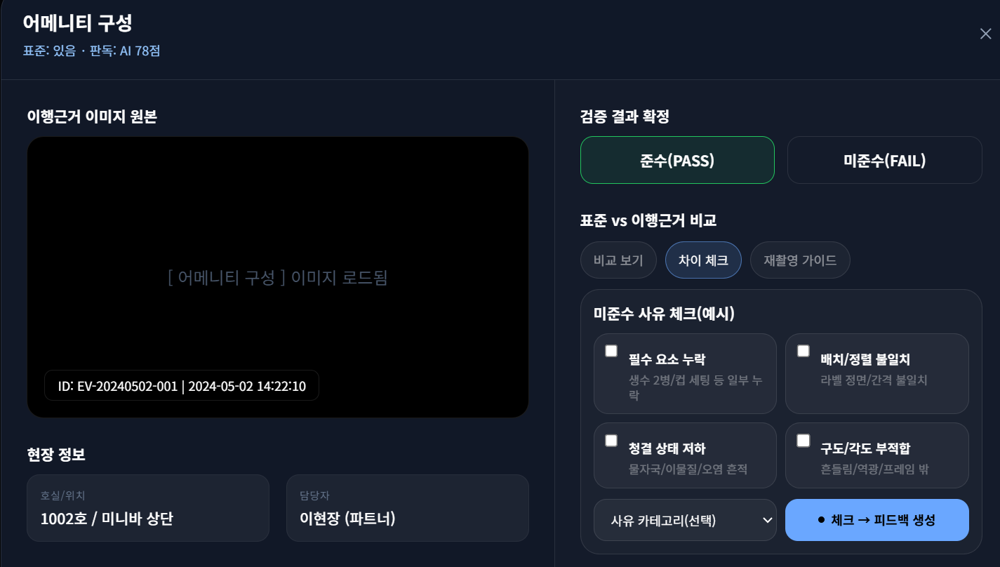 어메니티 구성
표준: 있음 · 판독: AI 78점
이행근거 이미지 원본
[ 어메니티 구성 ] 이미지 로드됨
ID: EV-20240502-001 | 2024-05-02 14:22:10
현장 정보
호실/위치
1002호 / 미니바 상단
담당자
이현장 (파트너)
검증 결과 확정
준수(PASS)
미준수(FAIL)
표준 vs 이행근거 비교
비교 보기
차이 체크
재촬영 가이드
미준수 사유 체크(예시)
필수 요소 누락
생수 2병/컵 세팅 등 일부 누
락
배치/정렬 불일치
라벨 정면/간격 불일치
청결 상태 저하
물자국/이물질/오염 흔적
구도/각도 부적합
흔들림/역광/프레임 밖
사유 카테고리(선택)
● 체크 → 피드백 생성